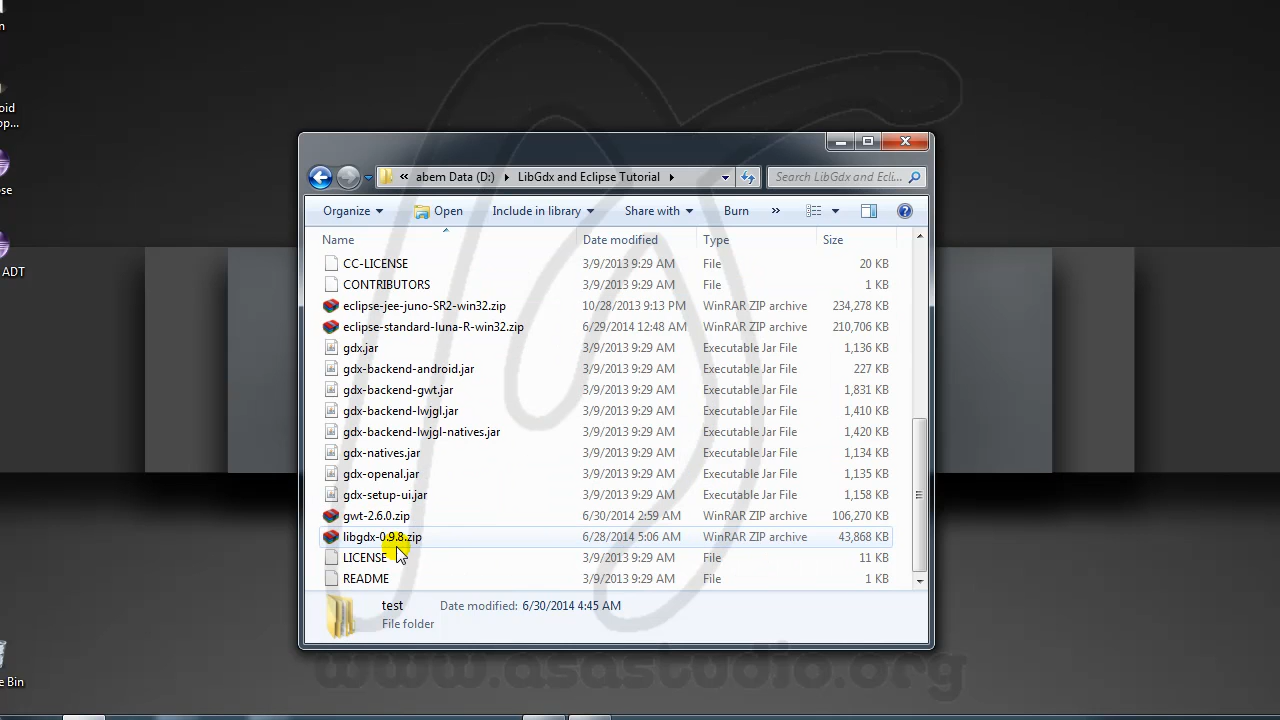 n
oid
op...
ose
ADT
e Bin
« abem Data (D:) LibGdx and Eclipse Tutorial
Search LibGdx and Ecli...
Organize Open Include in library Share with Burn »
Name Date modified Type Size
CC-LICENSE 3/9/2013 9:29 AM File 20 KB
CONTRIBUTORS 3/9/2013 9:29 AM File 1 KB
eclipse-jee-juno-SR2-win32.zip 10/28/2013 9:13 PM WinRAR ZIP archive 234,278 KB
eclipse-standard-luna-R-win32.zip 6/29/2014 12:48 AM WinRAR ZIP archive 210,706 KB
gdx.jar 3/9/2013 9:29 AM Executable Jar File 1,136 KB
gdx-backend-android.jar 3/9/2013 9:29 AM Executable Jar File 227 KB
gdx-backend-gwt.jar 3/9/2013 9:29 AM Executable Jar File 1,831 KB
gdx-backend-lwjgl.jar 3/9/2013 9:29 AM Executable Jar File 1,410 KB
gdx-backend-lwjgl-natives.jar 3/9/2013 9:29 AM Executable Jar File 1,420 KB
gdx-natives.jar 3/9/2013 9:29 AM Executable Jar File 1,134 KB
gdx-openal.jar 3/9/2013 9:29 AM Executable Jar File 1,135 KB
gdx-setup-ui.jar 3/9/2013 9:29 AM Executable Jar File 1,158 KB
gwt-2.6.0.zip 6/30/2014 2:59 AM WinRAR ZIP archive 106,270 KB
libgdx-0.9.8.zip 6/28/2014 5:06 AM WinRAR ZIP archive 43,868 KB
LICENSE 3/9/2013 9:29 AM File 11 KB
README 3/9/2013 9:29 AM File 1 KB
test Date modified: 6/30/2014 4:45 AM
File folder
www.asastudio.org